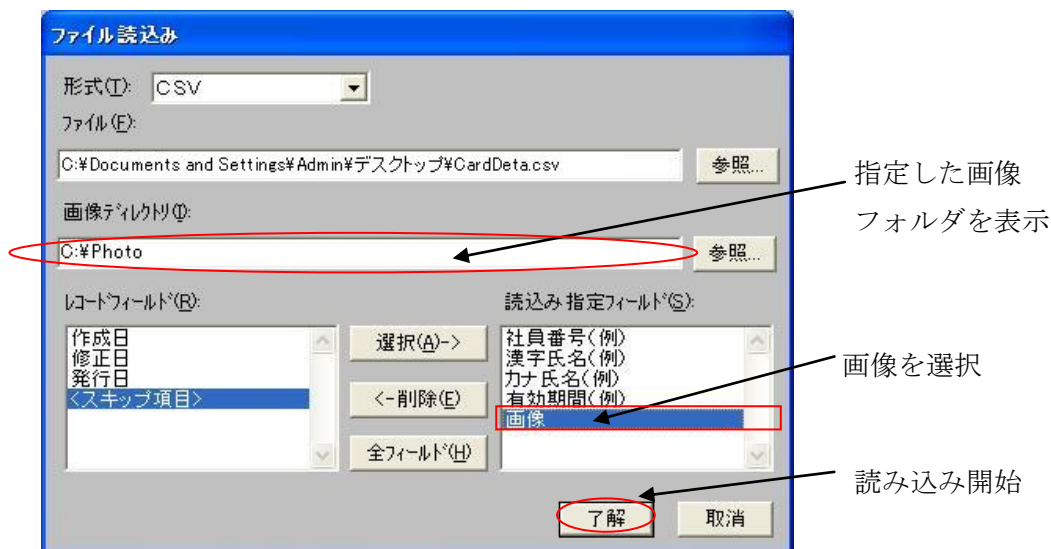 ファイル読込み
形式(T):
CSV
ファイル(F):
C:¥Documents and Settings¥Admin¥デスクトップ¥CardDeta.csv
参照...
指定した画像
フォルダを表示
画像ディレクトリ(I):
C:¥Photo
参照...
レコードフィールド(R):
読込み指定フィールド(S):
作成日
修正日
発行日
<スキップ項目>
選択(A)->
<-削除(E)
全フィールド(H)
社員番号(例)
漢字氏名(例)
カナ氏名(例)
有効期間(例)
画像
画像を選択
読み込み開始
了解
取消